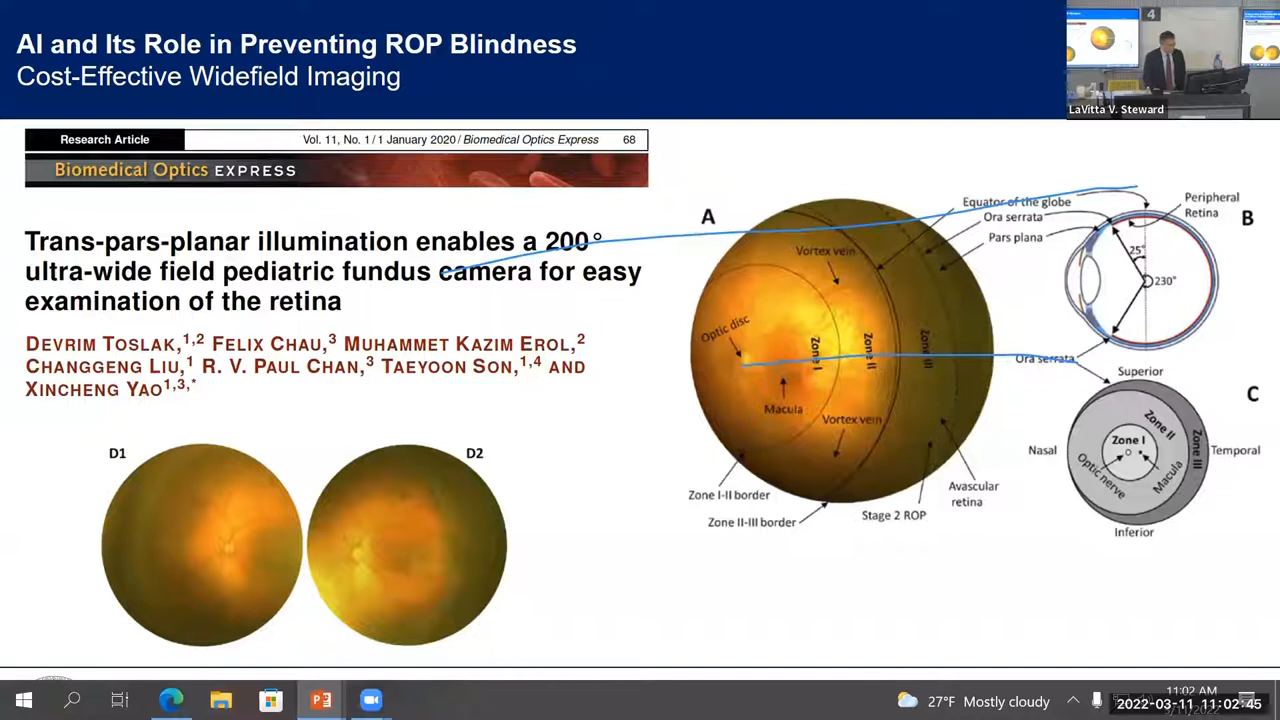 AI and Its Role in Preventing ROP Blindness
Cost-Effective Widefield Imaging
4
LaVitta V. Steward
Research Article
Vol. 11, No. 1 / 1 January 2020 / Biomedical Optics Express 68
Biomedical Optics EXPRESS
Trans-pars-planar illumination enables a 200°
ultra-wide field pediatric fundus camera for easy
examination of the retina
DEVRIM TOSLAK,1,2 FELIX CHAU,3 MUHAMMET KAZIM EROL,2
CHANGGENG LIU,1 R. V. PAUL CHAN,3 TAEYOON SON,1,4 AND
XINCHENG YAO1,3,*
D1
D2
A
Equator of the globe
Ora serrata
Pars plana
Vortex vein
Optic disc
Zone I
Zone II
Zone III
Macula
Vortex vein
Zone I-II border
Zone II-III border
Stage 2 ROP
Avascular
retina
Peripheral
Retina
B
25°
230°
Ora serrata
Superior
C
Zone II
Zone I
Zone III
Nasal
Temporal
Optic nerve
Macula
Inferior
27°F Mostly cloudy
11:02 AM
2022-03-11 11:02:45